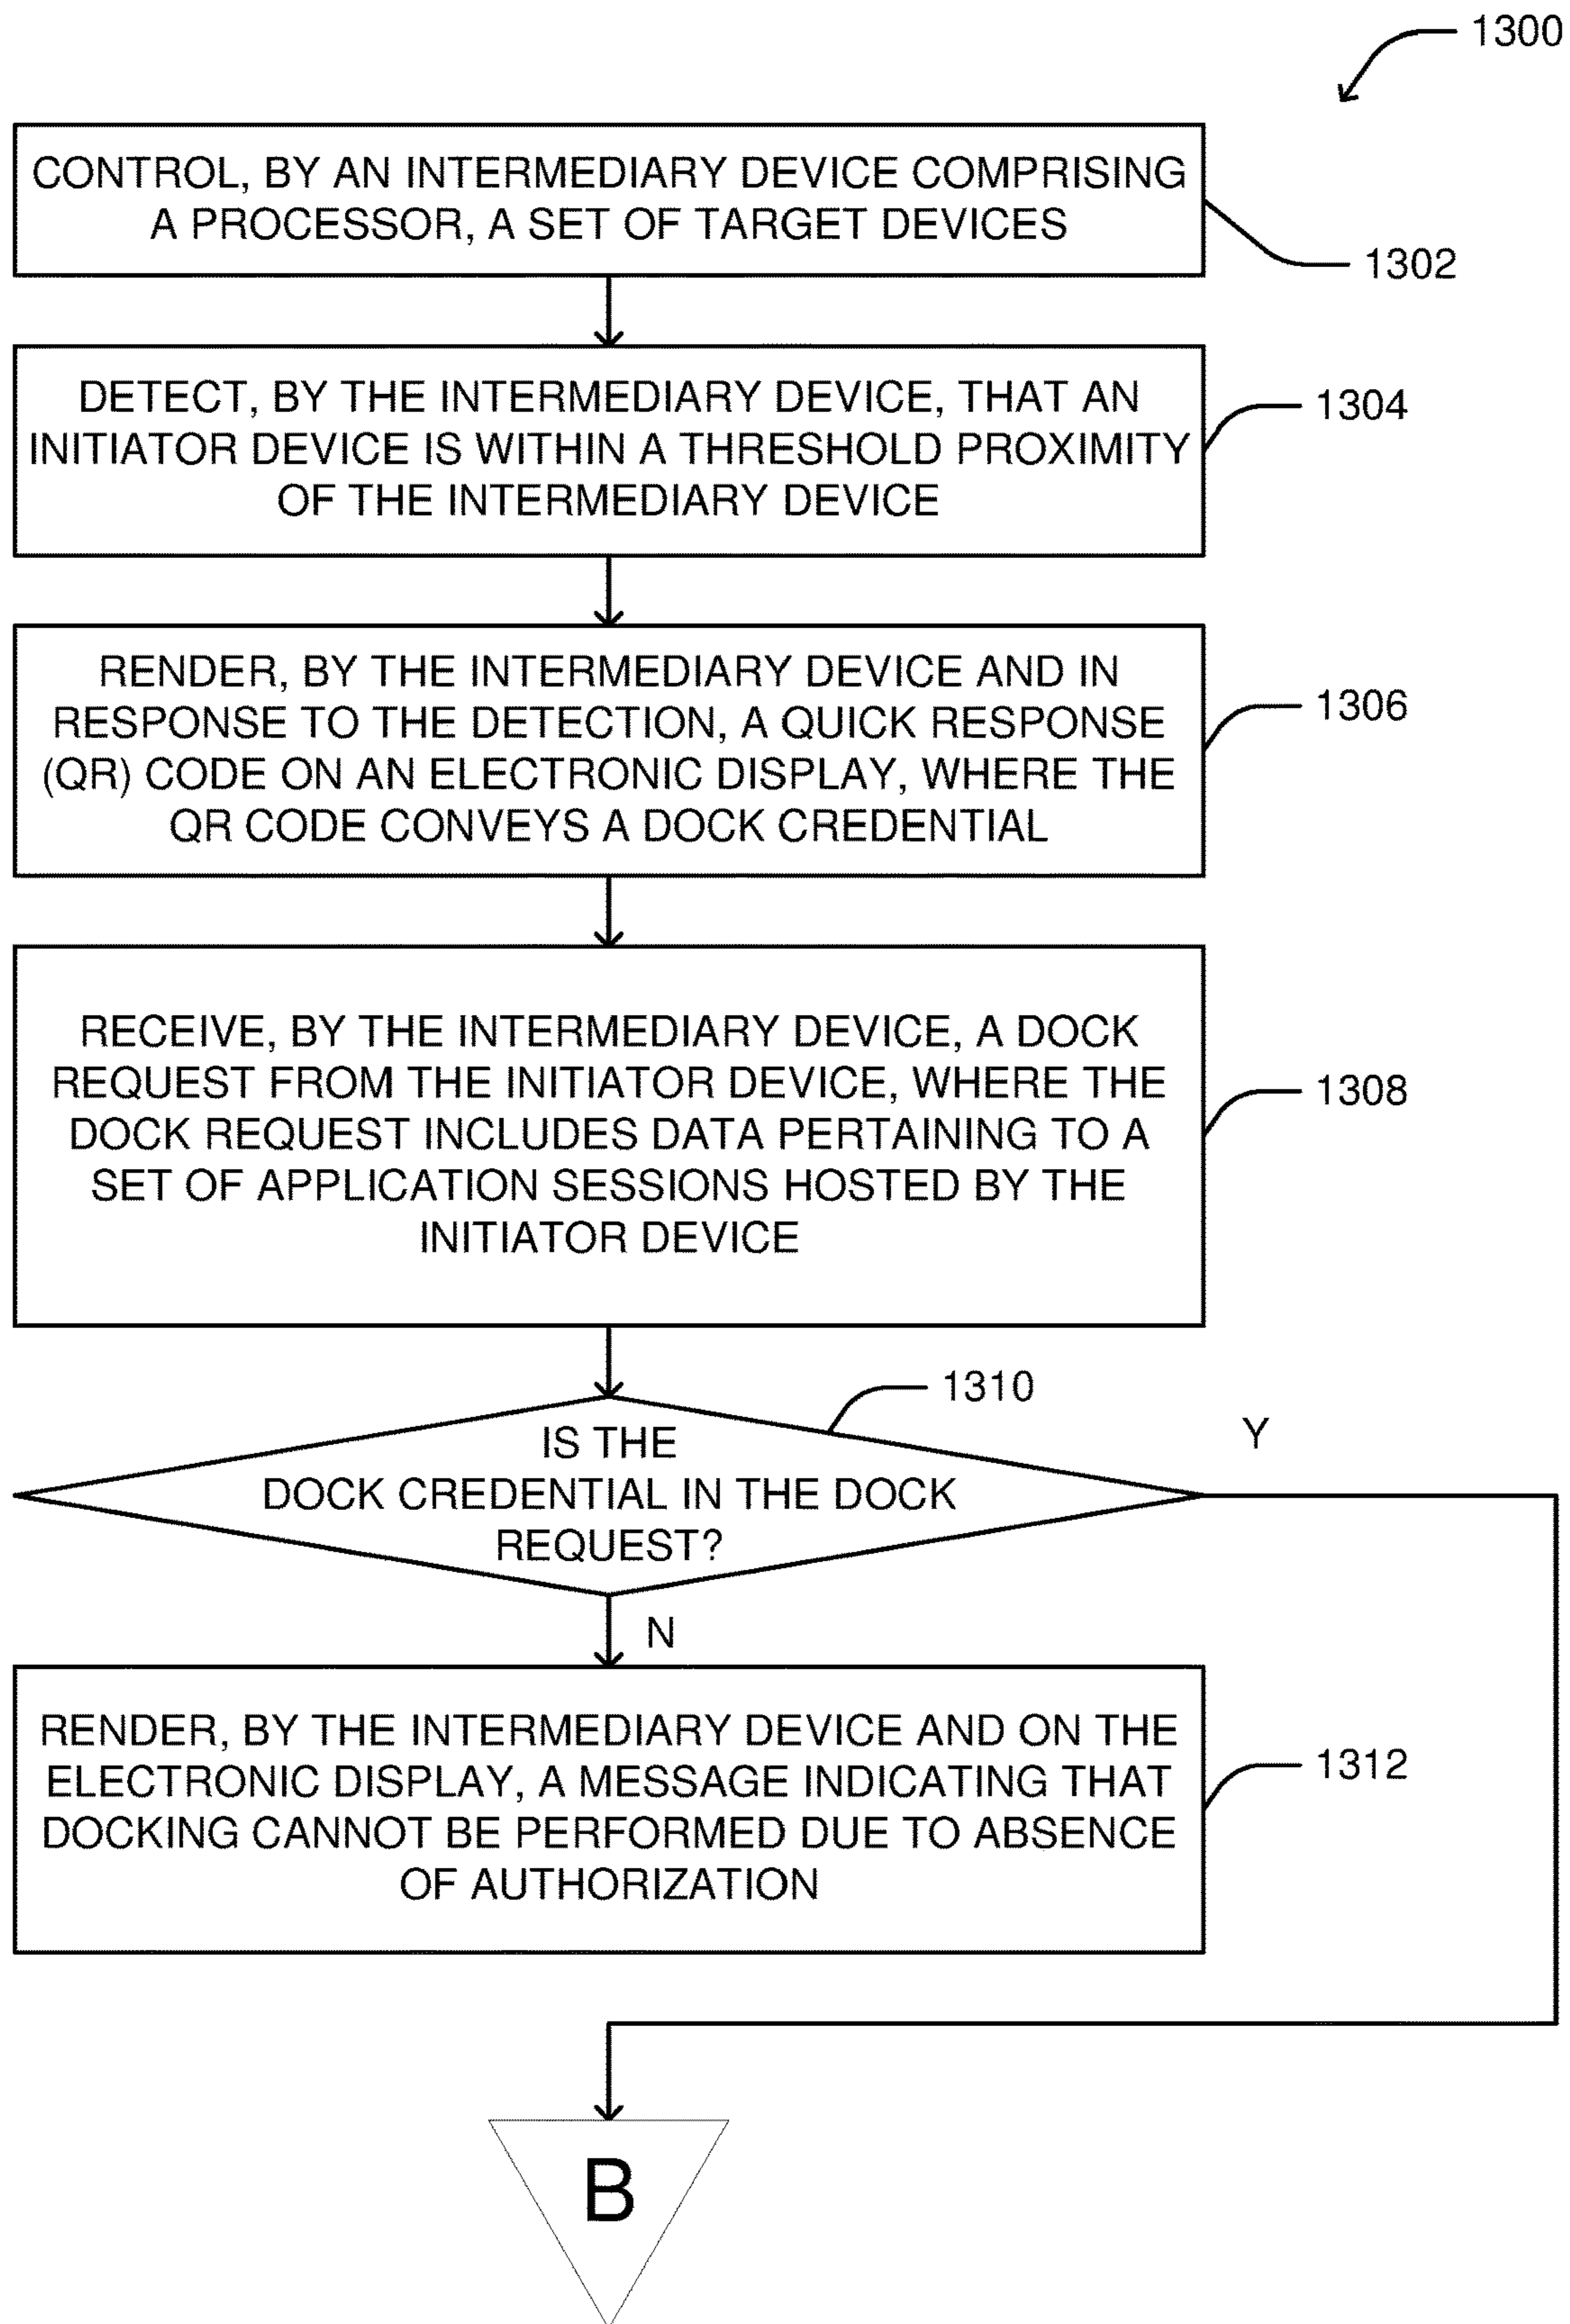 1300
CONTROL, BY AN INTERMEDIARY DEVICE COMPRISING
A PROCESSOR, A SET OF TARGET DEVICES
1302
DETECT, BY THE INTERMEDIARY DEVICE, THAT AN
INITIATOR DEVICE IS WITHIN A THRESHOLD PROXIMITY
OF THE INTERMEDIARY DEVICE
1304
RENDER, BY THE INTERMEDIARY DEVICE AND IN
RESPONSE TO THE DETECTION, A QUICK RESPONSE
(QR) CODE ON AN ELECTRONIC DISPLAY, WHERE THE
QR CODE CONVEYS A DOCK CREDENTIAL
1306
RECEIVE, BY THE INTERMEDIARY DEVICE, A DOCK
REQUEST FROM THE INITIATOR DEVICE, WHERE THE
DOCK REQUEST INCLUDES DATA PERTAINING TO A
SET OF APPLICATION SESSIONS HOSTED BY THE
INITIATOR DEVICE
1308
1310
IS THE
DOCK CREDENTIAL IN THE DOCK
REQUEST?
Y
N
RENDER, BY THE INTERMEDIARY DEVICE AND ON THE
ELECTRONIC DISPLAY, A MESSAGE INDICATING THAT
DOCKING CANNOT BE PERFORMED DUE TO ABSENCE
OF AUTHORIZATION
1312
B